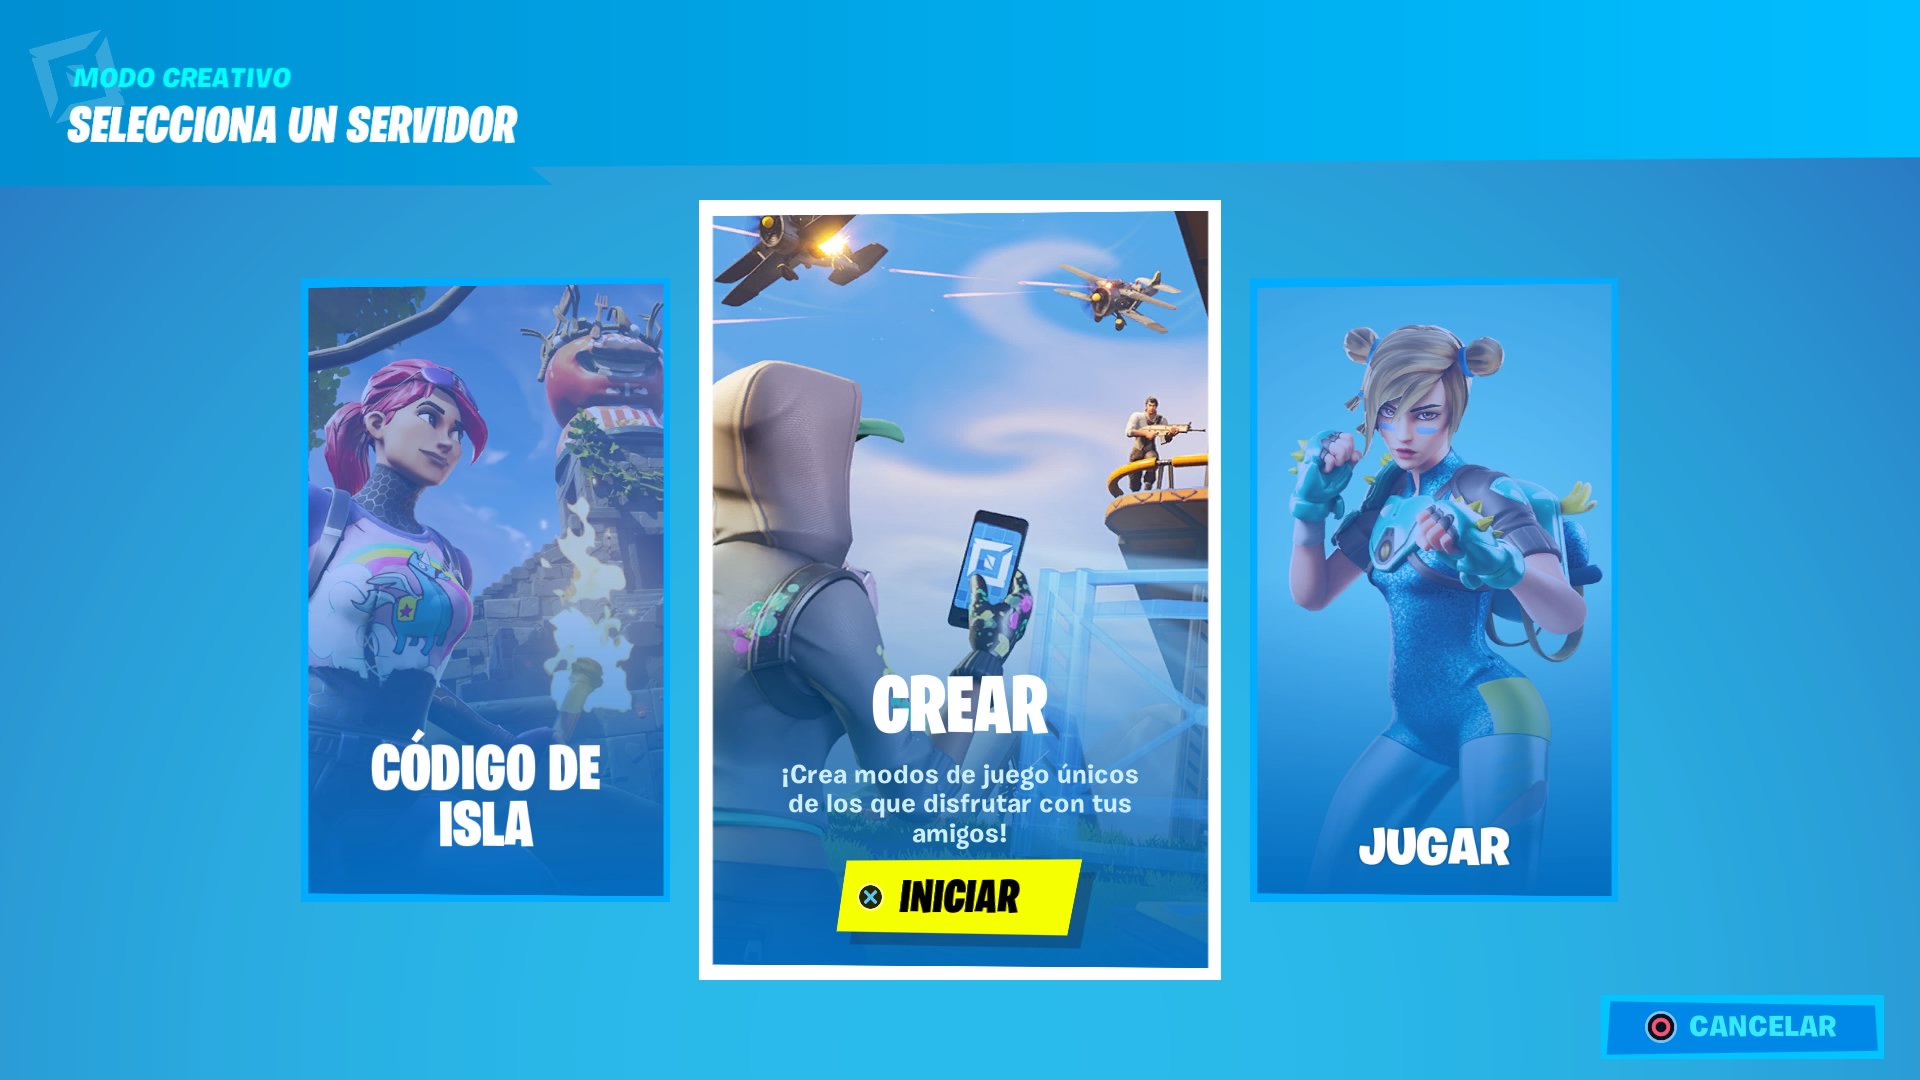 MODO CREATIVO
SELECCIONA UN SERVIDOR
CÓDIGO DE
ISLA
CREAR
¡Crea modos de juego únicos
de los que disfrutar con tus
amigos!
INICIAR
JUGAR
CANCELAR